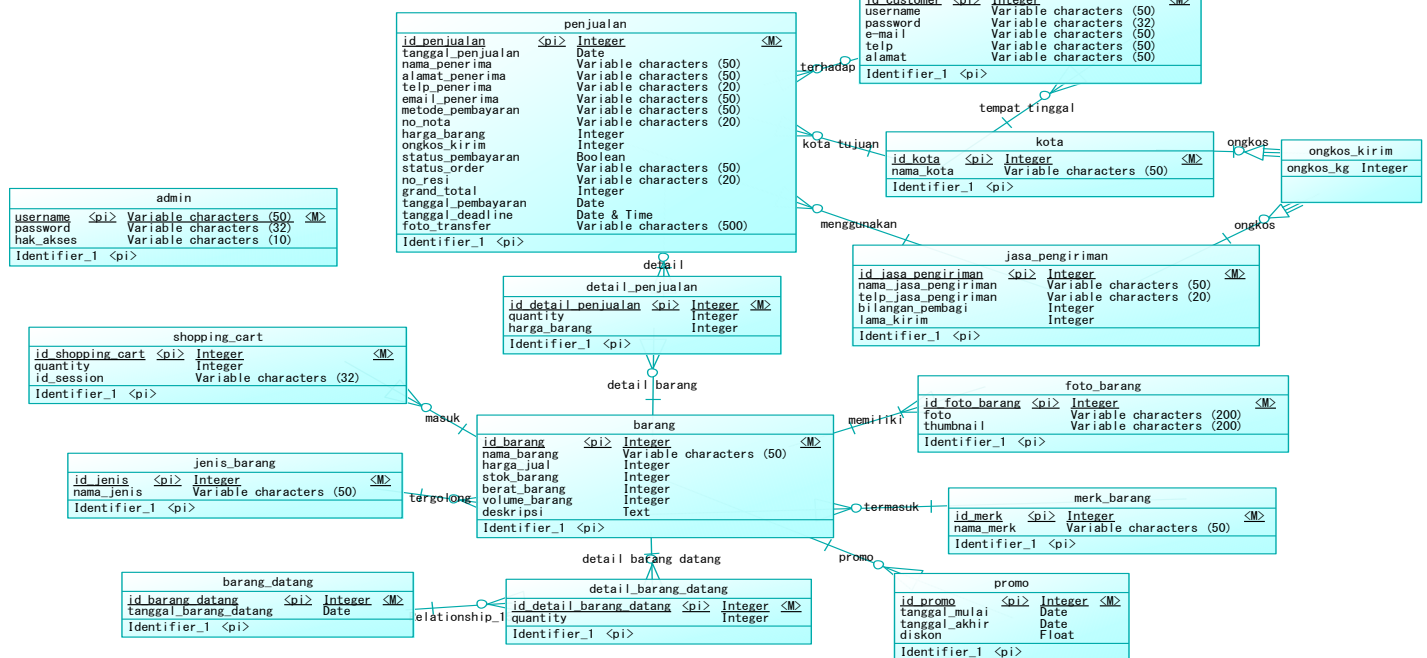 id_customer <pi> Integer <M>
username Variable characters (50)
password Variable characters (32)
e-mail Variable characters (50)
telp Variable characters (50)
alamat Variable characters (50)
Identifier_1 <pi>
penjualan
id_penjualan <pi> Integer <M>
tanggal_penjualan Date
nama_penerima Variable characters (50)
alamat_penerima Variable characters (50)
telp_penerima Variable characters (20)
email_penerima Variable characters (50)
metode_pembayaran Variable characters (50)
no_nota Variable characters (20)
harga_barang Integer
ongkos_kirim Integer
status_pembayaran Boolean
status_order Variable characters (50)
no_resi Variable characters (20)
grand_total Integer
tanggal_pembayaran Date
tanggal_deadline Date & Time
foto_transfer Variable characters (500)
Identifier_1 <pi>
terhadap
tempat tinggal
kota tujuan
kota
id_kota <pi> Integer <M>
nama_kota Variable characters (50)
Identifier_1 <pi>
ongkos
ongkos_kirim
ongkos_kg Integer
admin
username <pi> Variable characters (50) <M>
password Variable characters (32)
hak_akses Variable characters (10)
Identifier_1 <pi>
menggunakan
ongkos
jasa_pengiriman
id_jasa_pengiriman <pi> Integer <M>
nama_jasa_pengiriman Variable characters (50)
telp_jasa_pengiriman Variable characters (20)
bilangan_pembagi Integer
lama_kirim Integer
Identifier_1 <pi>
detail
detail_penjualan
id_detail_penjualan <pi> Integer <M>
quantity Integer
harga_barang Integer
Identifier_1 <pi>
shopping_cart
id_shopping_cart <pi> Integer <M>
quantity Integer
id_session Variable characters (32)
Identifier_1 <pi>
detail barang
masuk
memiliki
foto_barang
id_foto_barang <pi> Integer <M>
foto Variable characters (200)
thumbnail Variable characters (200)
Identifier_1 <pi>
barang
id_barang <pi> Integer <M>
nama_barang Variable characters (50)
harga_jual Integer
stok_barang Integer
berat_barang Integer
volume_barang Integer
deskripsi Text
Identifier_1 <pi>
jenis_barang
id_jenis <pi> Integer <M>
nama_jenis Variable characters (50)
Identifier_1 <pi>
tergolong
termasuk
merk_barang
id_merk <pi> Integer <M>
nama_merk Variable characters (50)
Identifier_1 <pi>
detail barang datang
promo
barang_datang
id_barang_datang <pi> Integer <M>
tanggal_barang_datang Date
Identifier_1 <pi>
elationship_1
detail_barang_datang
id_detail_barang_datang <pi> Integer <M>
quantity Integer
Identifier_1 <pi>
promo
id_promo <pi> Integer <M>
tanggal_mulai Date
tanggal_akhir Date
diskon Float
Identifier_1 <pi>